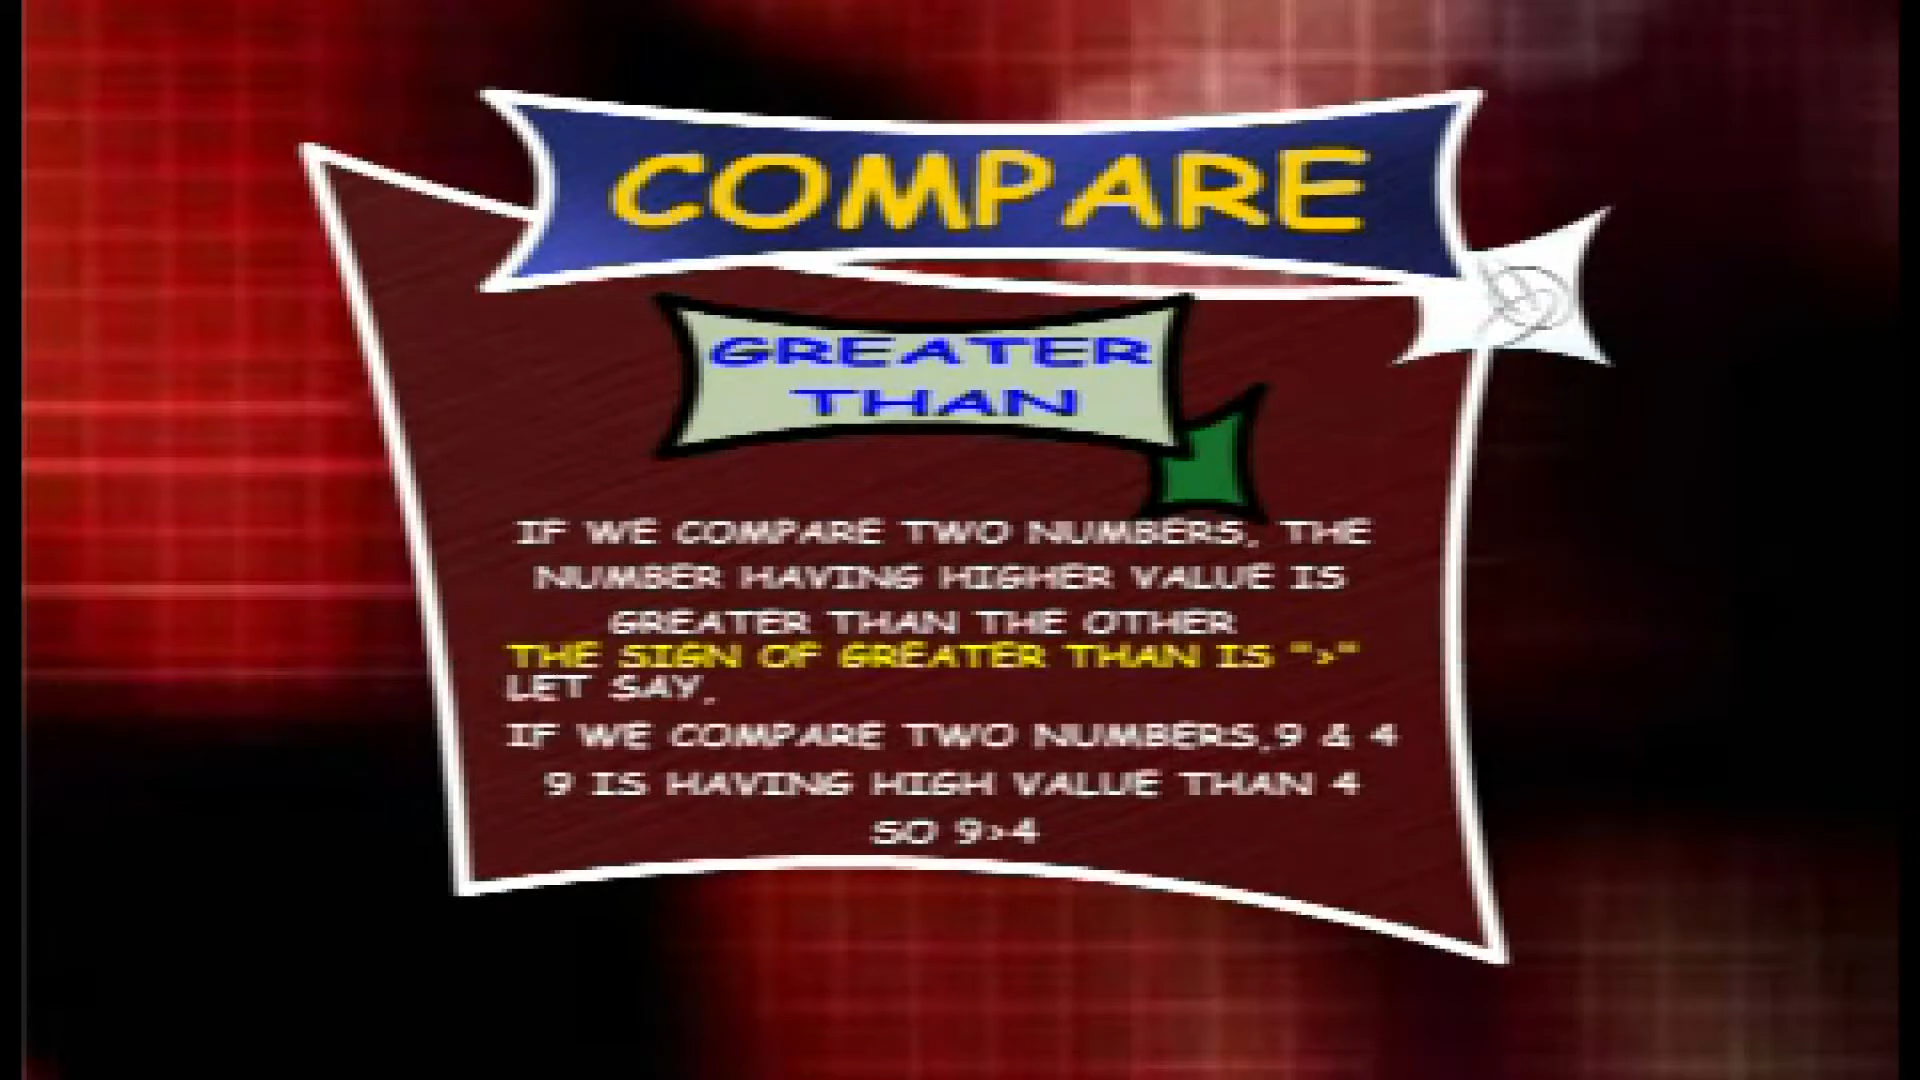 COMPARE
GREATER
THAN
IF WE COMPARE TWO NUMBERS, THE
NUMBER HAVING HIGHER VALUE IS
GREATER THAN THE OTHER
THE SIGN OF GREATER THAN IS ">"
LET SAY,
IF WE COMPARE TWO NUMBERS,9 & 4
9 IS HAVING HIGH VALUE THAN 4
SO 9>4